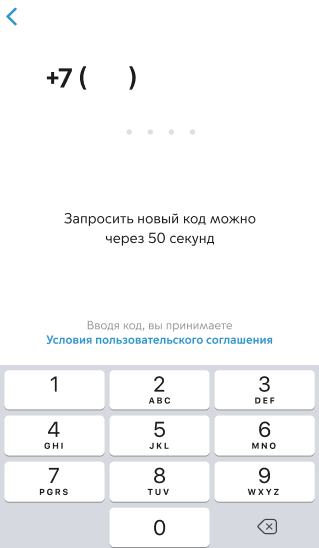 +7 ( )
Запросить новый код можно
через 50 секунд
Вводя код, вы принимаете
Условия пользовательского соглашения
1 2 3
ABC DEF
4 5 6
GHI JKL MNO
7 8 9
PGRS TUV WXYZ
0